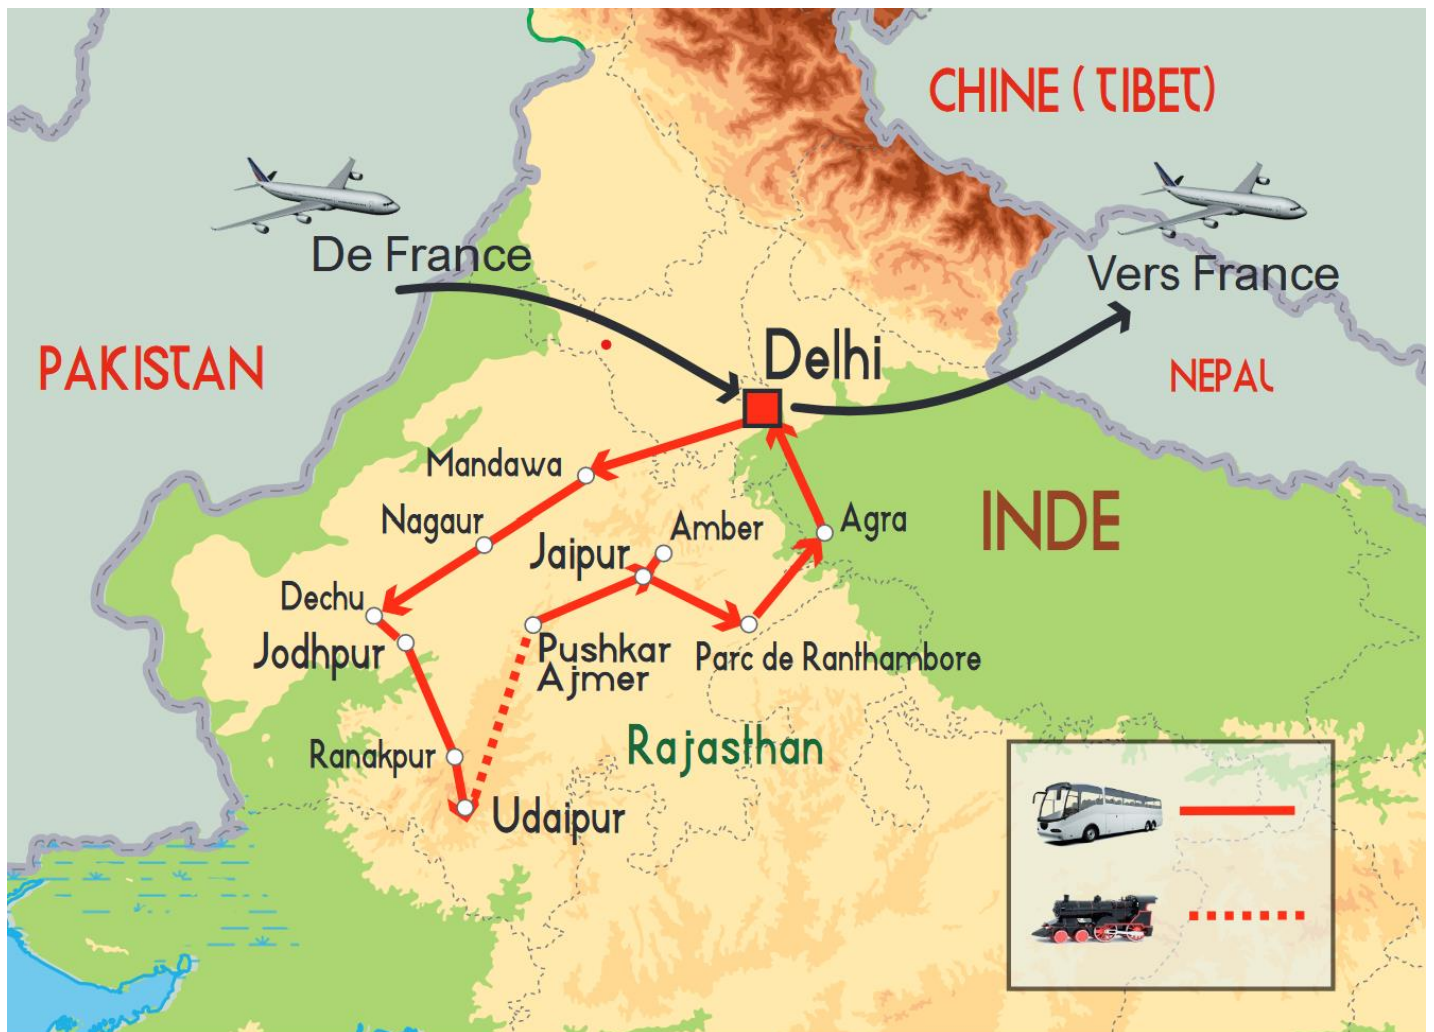 CHINE ( TIBET)
De France
Vers France
Delhi
PAKISTAN
NEPAL
Mandawa
INDE
Nagaur
Amber
Agra
Jaipur
Dechu
Jodhpur
Pushkar
Ajmer
Parc de Ranthambore
Ranakpur
Rajasthan
Udaipur